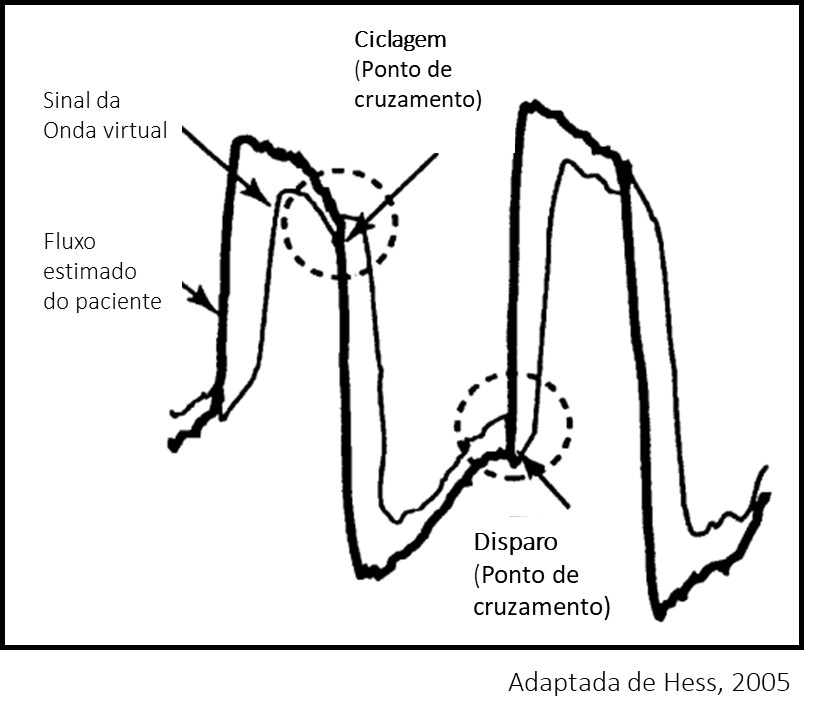 Ciclagem
(Ponto de
cruzamento)
Sinal da
Onda virtual
Fluxo
estimado
do paciente
Disparo
(Ponto de
cruzamento)
Adaptada de Hess, 2005